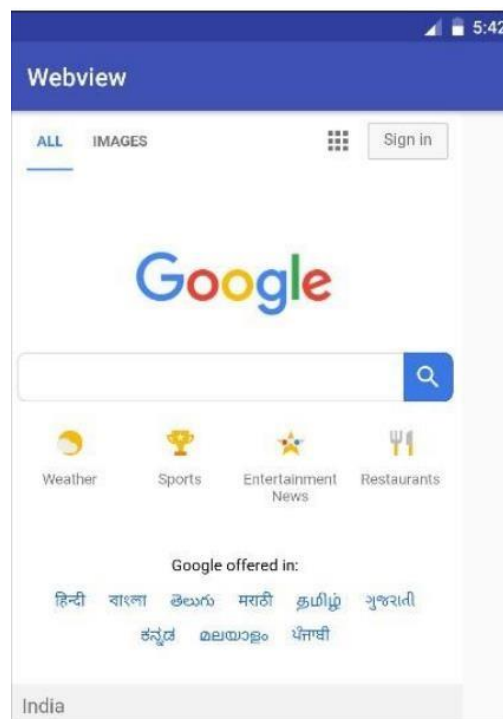 5:42
Webview
ALL IMAGES Sign in
Google
Weather Sports Entertainment News Restaurants
Google offered in:
हिन्दी বাংলা తెలుగు मराठी தமிழ் ગુજરાતી
ಕನ್ನಡ മലയാളം ਪੰਜਾਬੀ
India